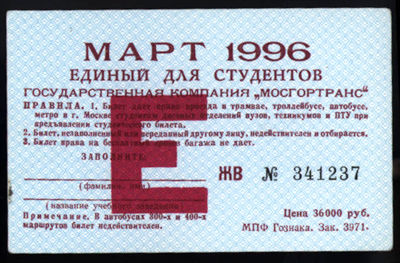 МАРТ 1996
ЕДИНЫЙ ДЛЯ СТУДЕНТОВ
ГОСУДАРСТВЕННАЯ КОМПАНИЯ „МОСГОРТРАНС“
ПРАВИЛА. 1. Билет дает право проезда в трамвае, троллейбусе, автобусе,
метро в г. Москве студентам дневных отделений вузов, техникумов и ПТУ при
предъявлении студенческого билета.
2. Билет, незаполненный или переданный другому лицу, недействителен и отбирается.
3. Билет права на бесплатный провоз багажа не дает.
ЗАПОЛНИТЕ:
Е
(фамилия, имя)
ЖВ № 341237
(название учебного заведения)
Примечание. В автобусах 300-х и 400-х
маршрутов билет недействителен.
Цена 36000 руб.
МПФ Гознака. Зак. 3971.